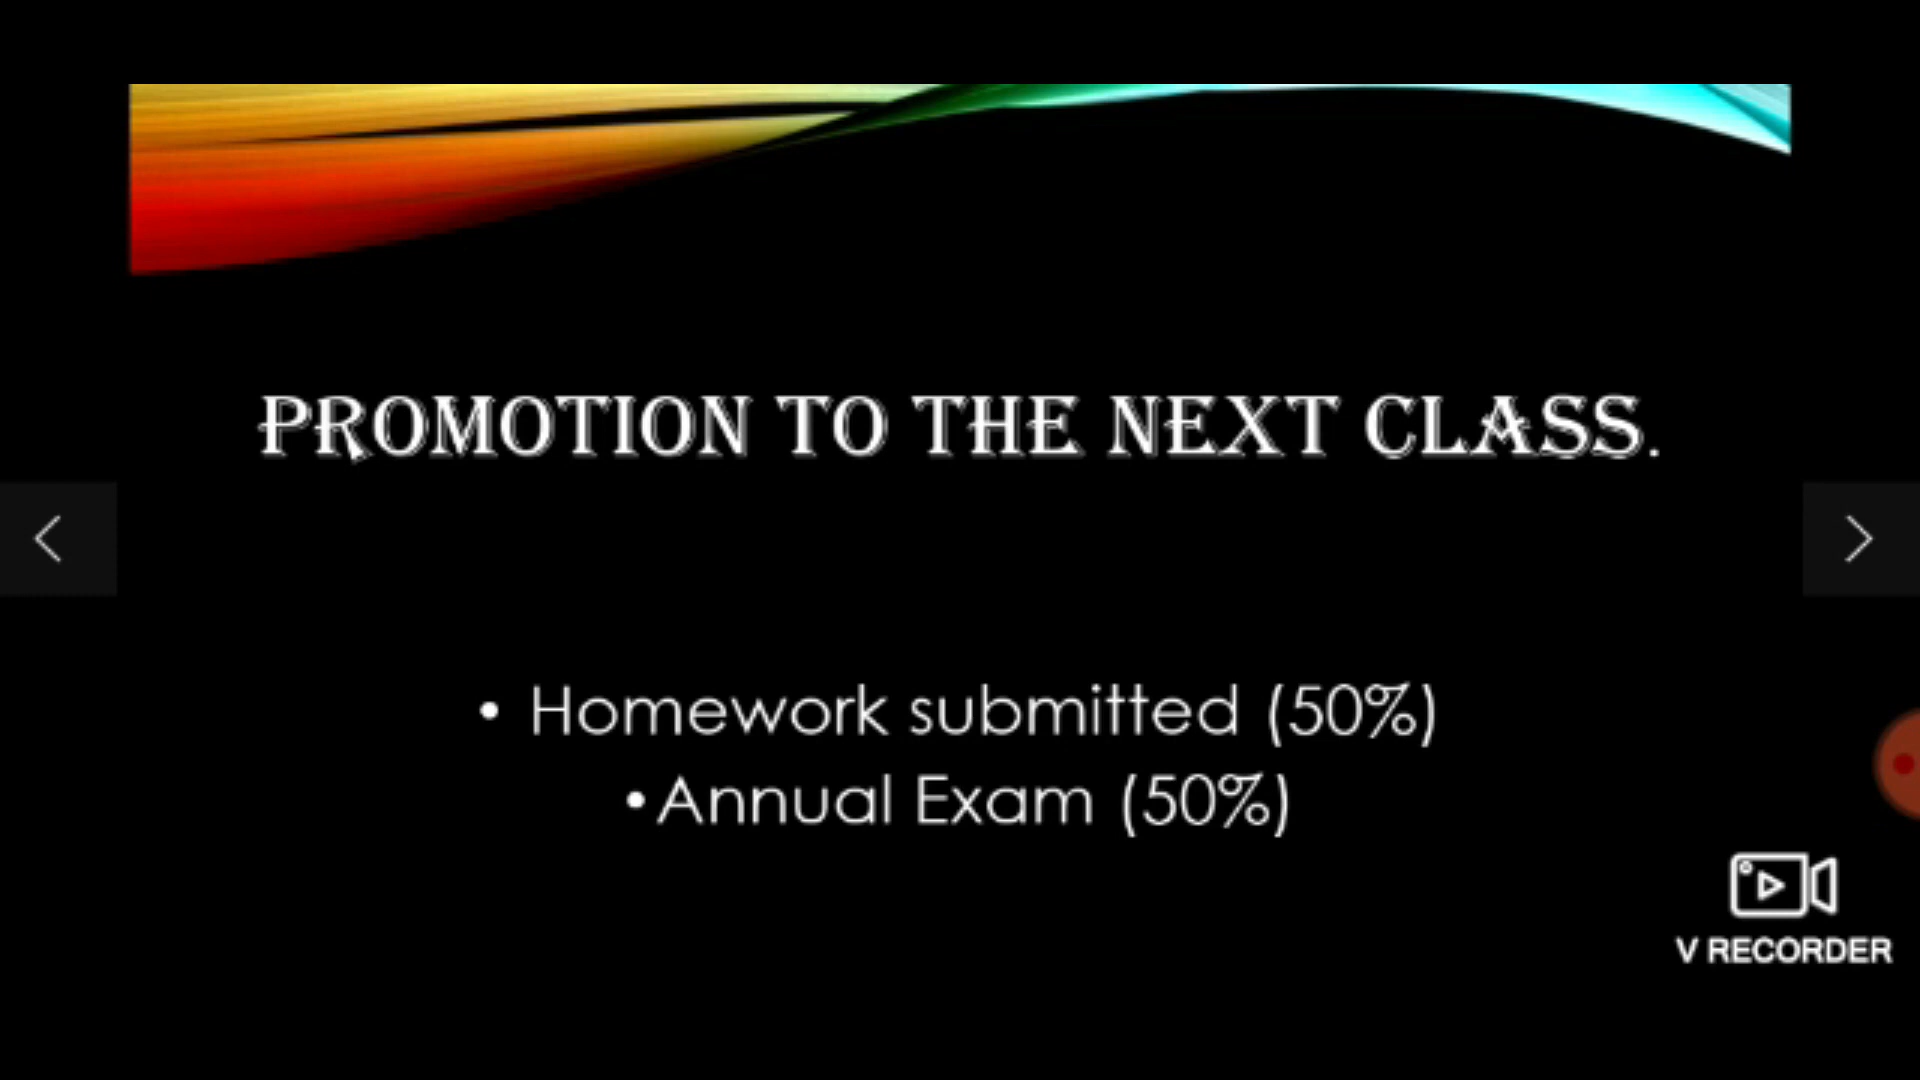 PROMOTION TO THE NEXT CLASS.
• Homework submitted (50%)
• Annual Exam (50%)
V RECORDER